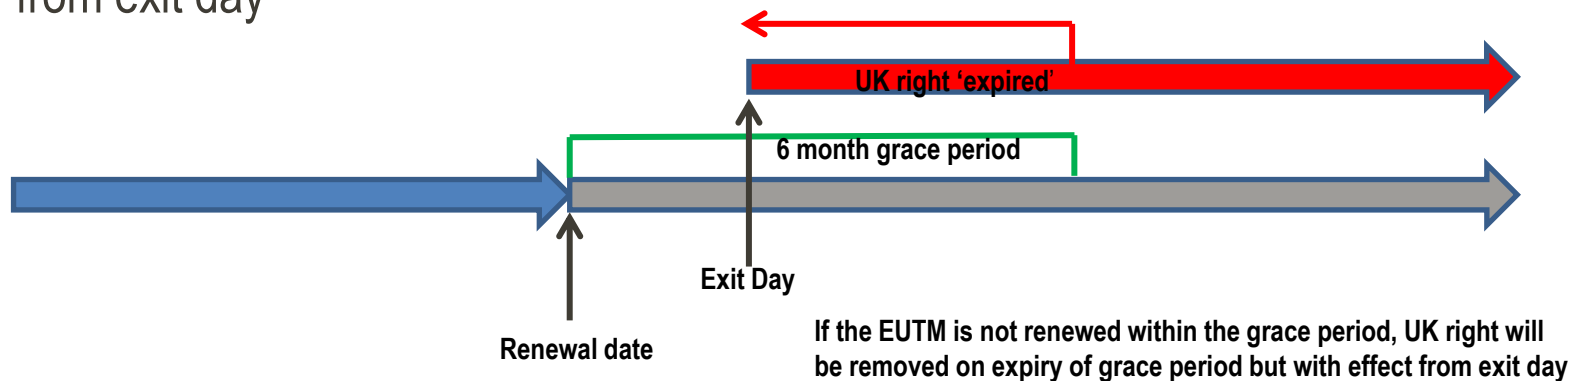 from exit day
UK right ‘expired’
6 month grace period
Exit Day
Renewal date
If the EUTM is not renewed within the grace period, UK right will
be removed on expiry of grace period but with effect from exit day